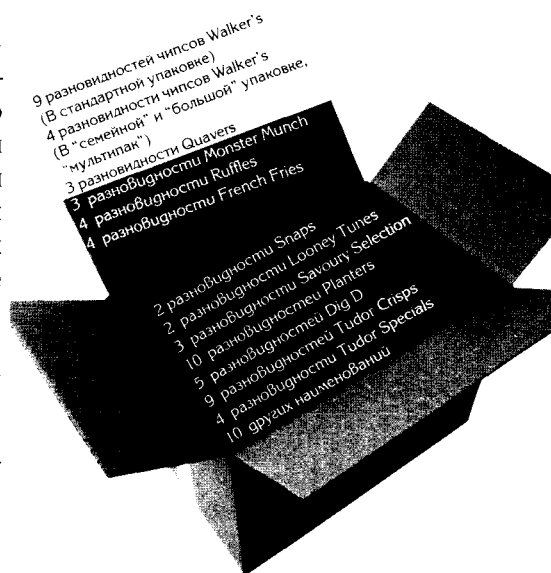 9 разновидностей чипсов Walker's
(В стандартной упаковке)
4 разновидности чипсов Walker's
(В "семейной" и "большой" упаковке,
"мультипак")
3 разновидности Quavers
3 разновидности Monster Munch
4 разновидности Ruffles
4 разновидности French Fries
2 разновидности Snaps
2 разновидности Looney Tunes
3 разновидности Savoury Selection
10 разновидностей Planters
5 разновидностей Dig D
9 разновидностей Tudor Crisps
4 разновидности Tudor Specials
10 других наименований